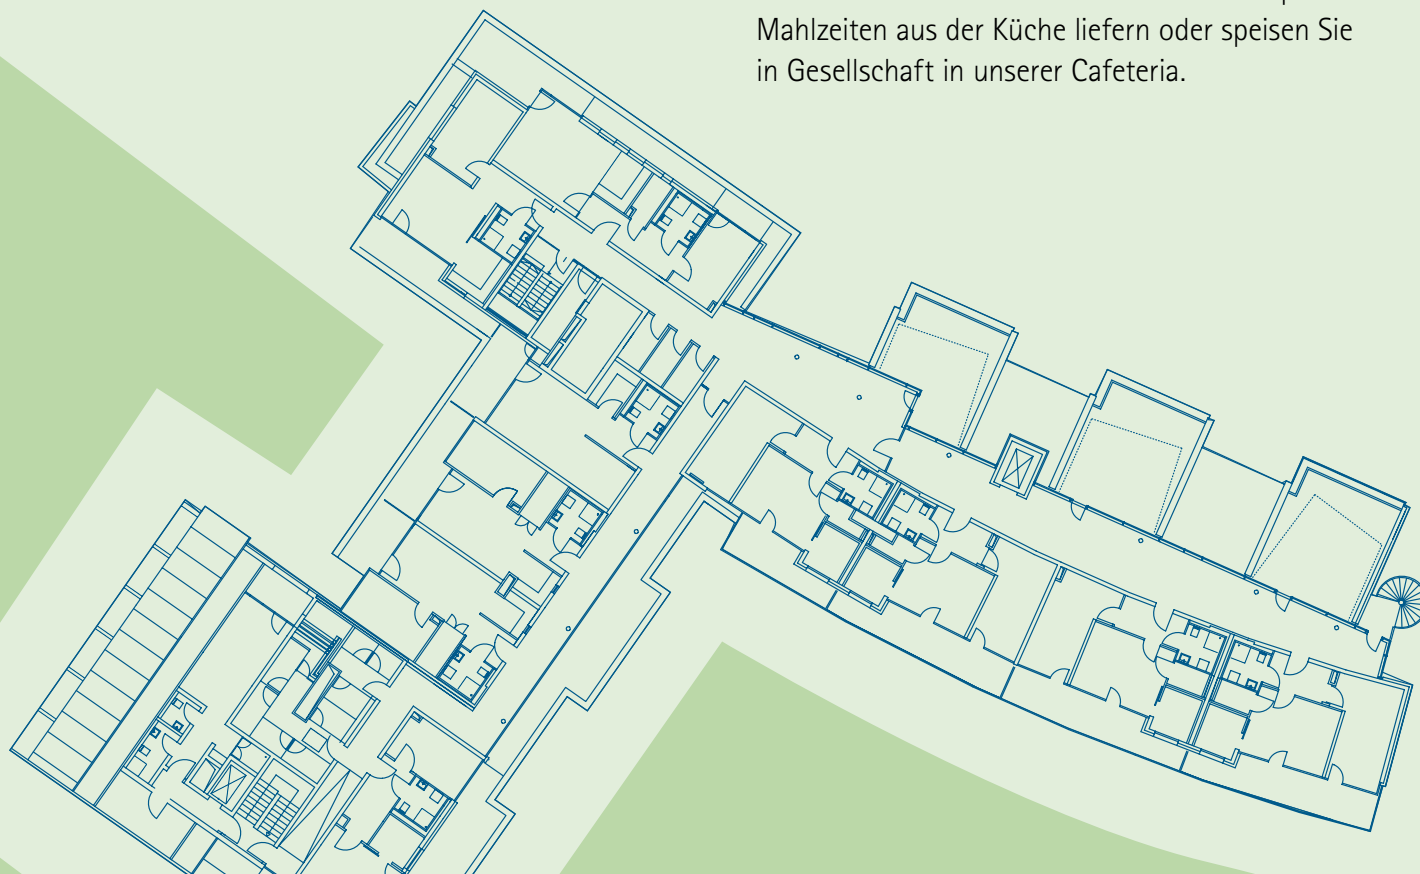 Mahlzeiten aus der Küche liefern oder speisen Sie
in Gesellschaft in unserer Cafeteria.